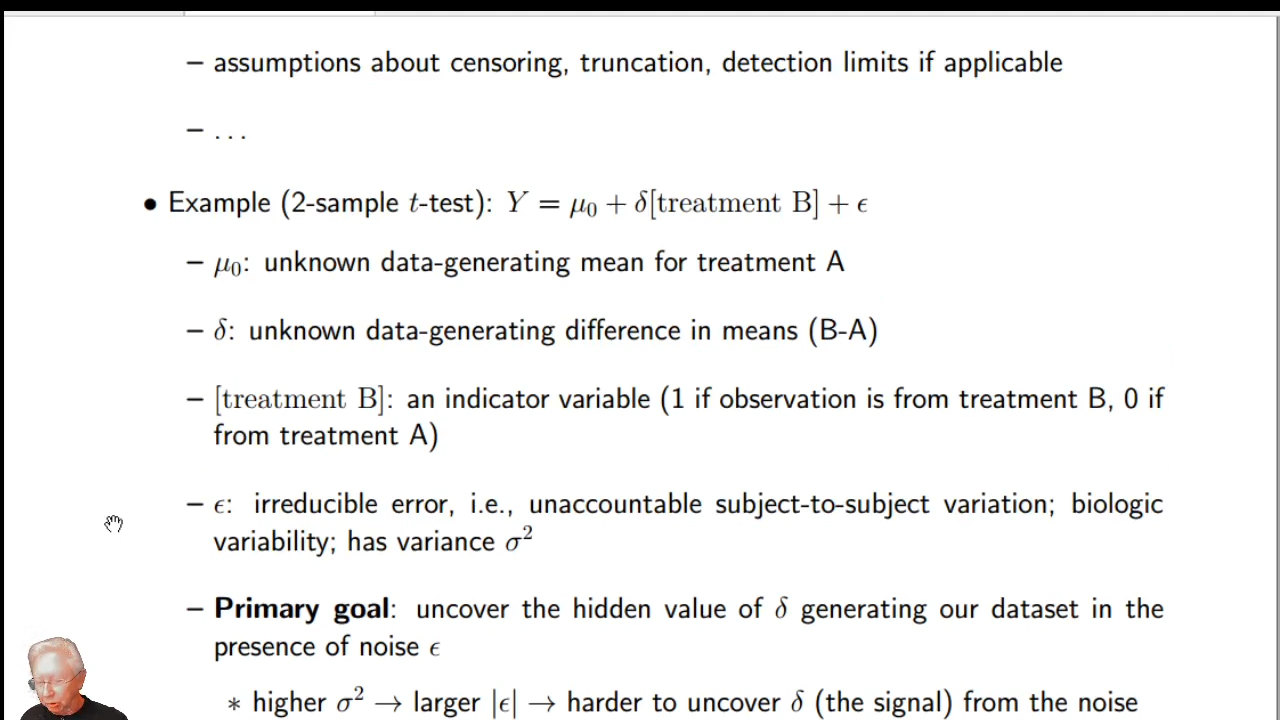 – assumptions about censoring, truncation, detection limits if applicable
– . . .
• Example (2-sample t-test): Y = μ₀ + δ[treatment B] + ϵ
– μ₀: unknown data-generating mean for treatment A
– δ: unknown data-generating difference in means (B-A)
– [treatment B]: an indicator variable (1 if observation is from treatment B, 0 if
from treatment A)
– ϵ: irreducible error, i.e., unaccountable subject-to-subject variation; biologic
variability; has variance σ²
– Primary goal: uncover the hidden value of δ generating our dataset in the
presence of noise ϵ
∗ higher σ² → larger |ϵ| → harder to uncover δ (the signal) from the noise